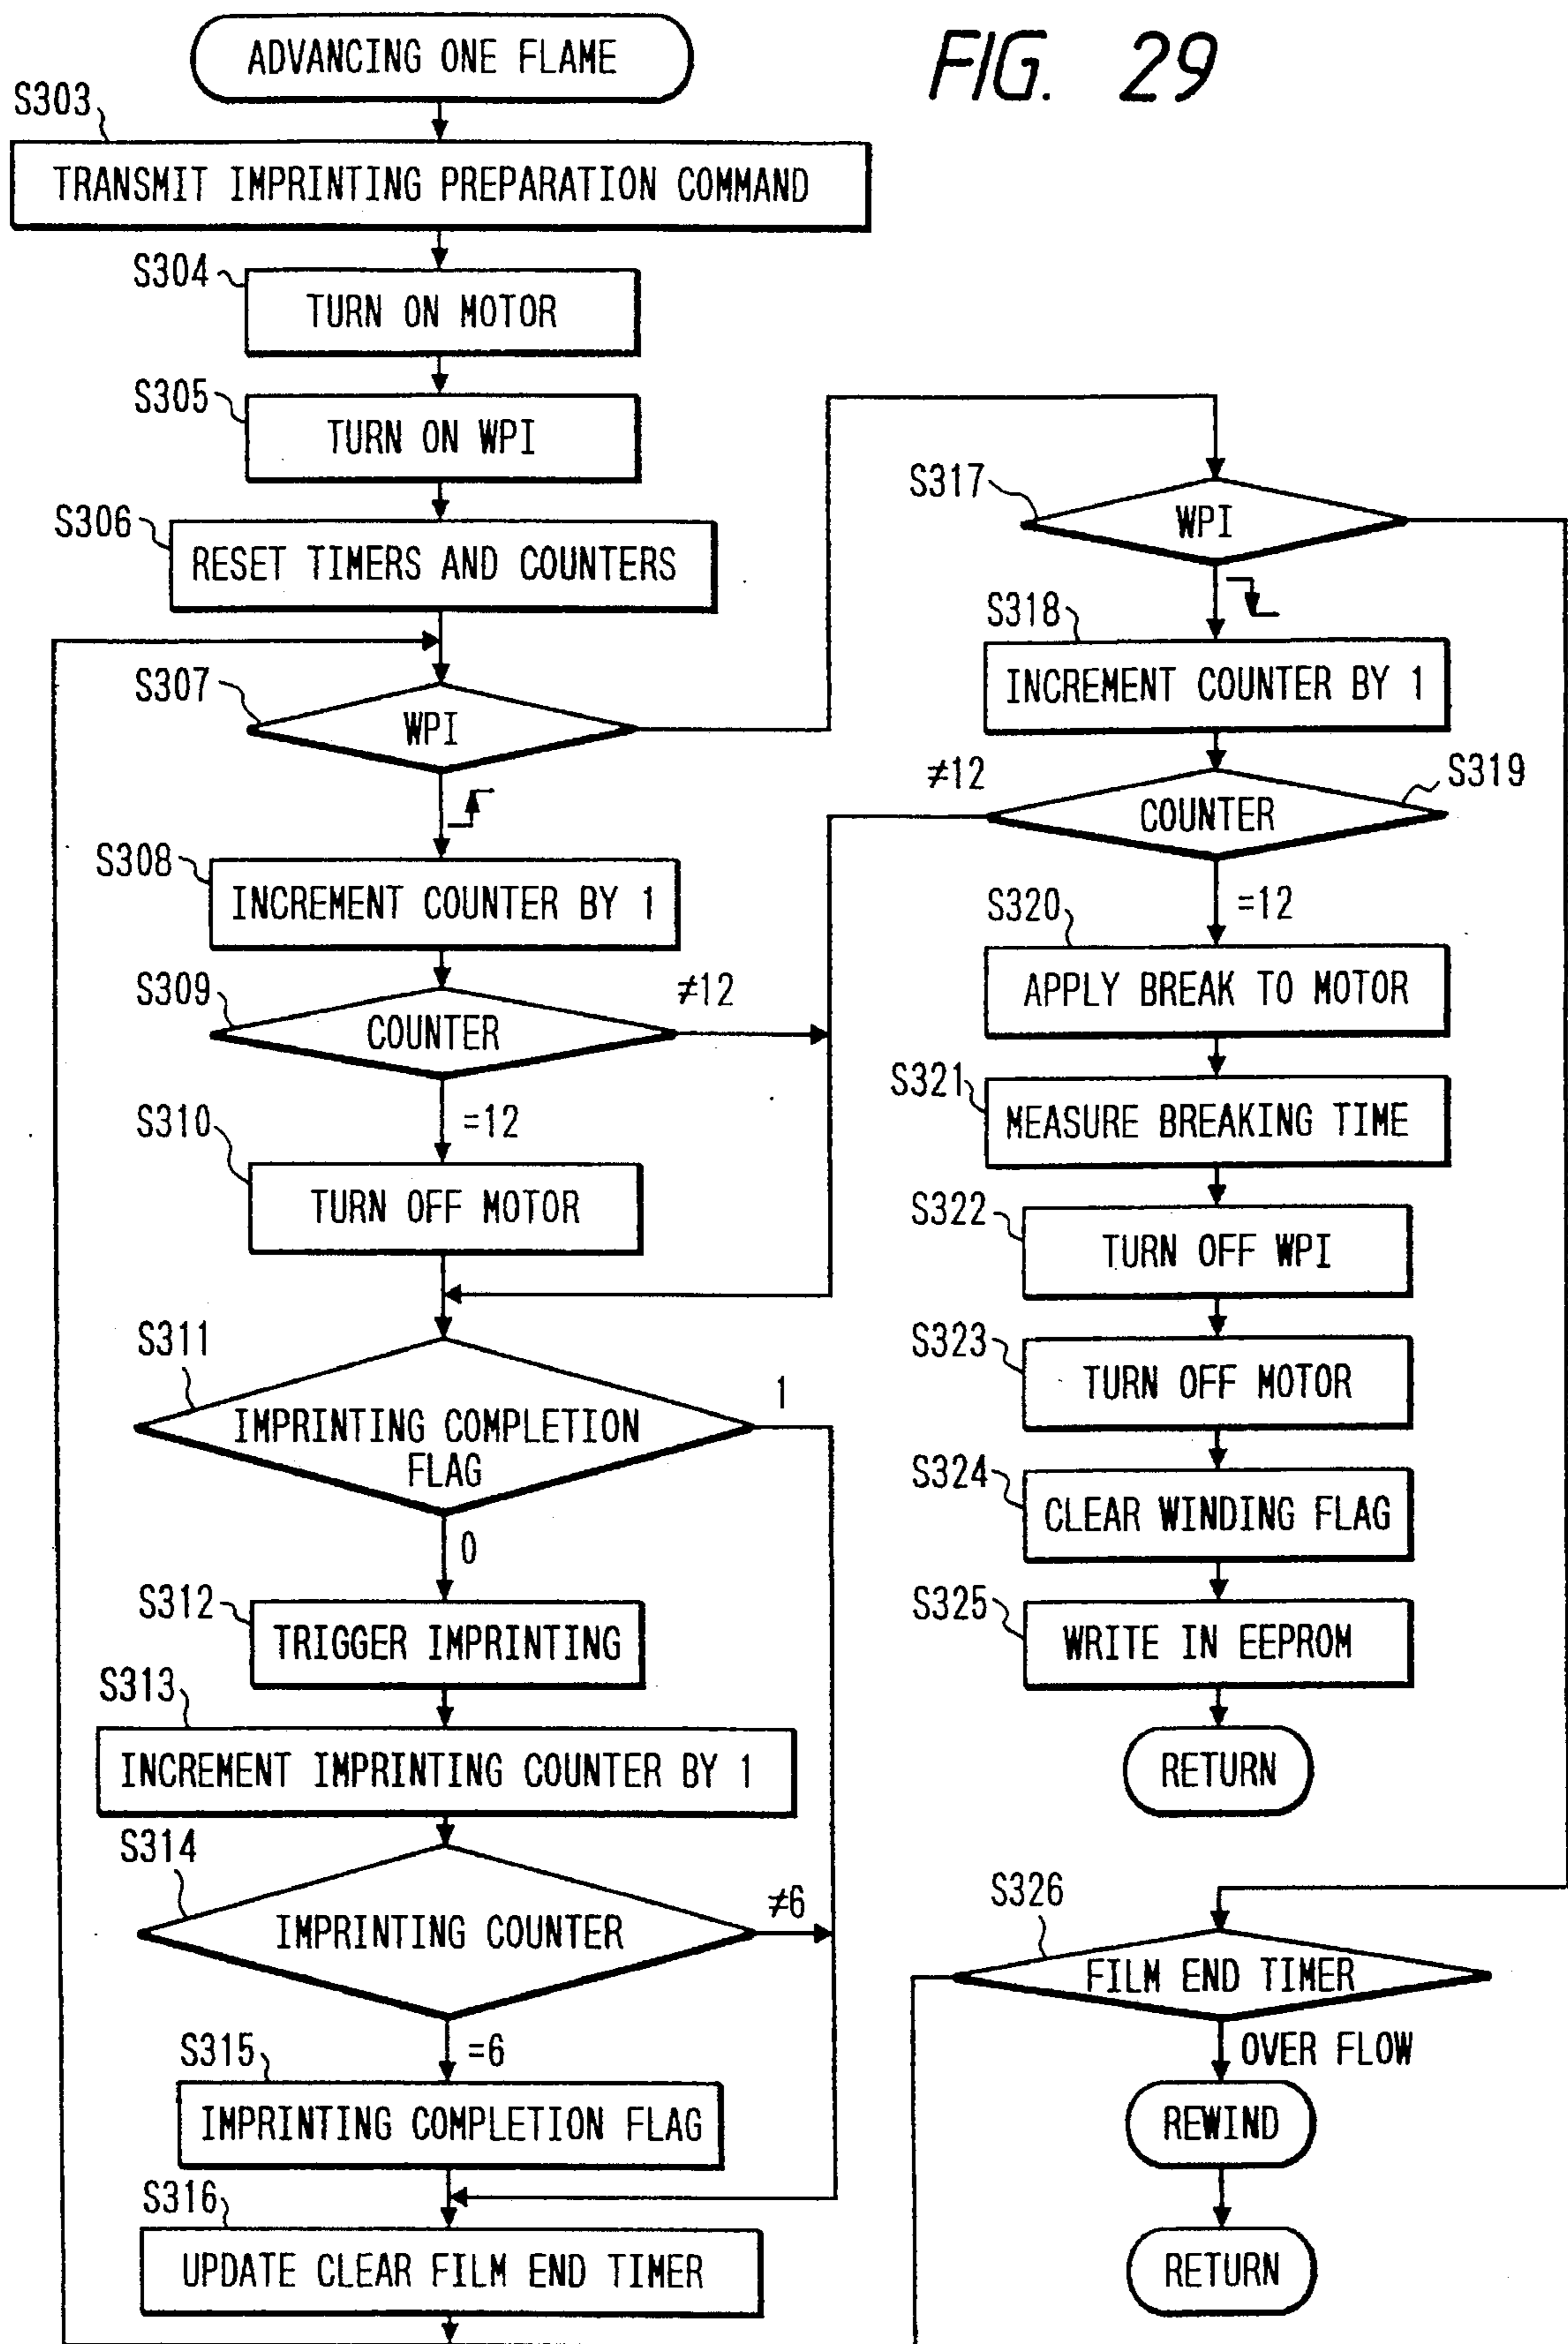 FIG. 29
ADVANCING ONE FLAME
S303
TRANSMIT IMPRINTING PREPARATION COMMAND
S304
TURN ON MOTOR
S305
TURN ON WPI
S306
RESET TIMERS AND COUNTERS
S307
WPI
S308
INCREMENT COUNTER BY 1
S309
COUNTER
≠12
=12
S310
TURN OFF MOTOR
S311
IMPRINTING COMPLETION
FLAG
1
0
S312
TRIGGER IMPRINTING
S313
INCREMENT IMPRINTING COUNTER BY 1
S314
IMPRINTING COUNTER
≠6
=6
S315
IMPRINTING COMPLETION FLAG
S316
UPDATE CLEAR FILM END TIMER
S317
WPI
S318
INCREMENT COUNTER BY 1
≠12
S319
COUNTER
=12
S320
APPLY BREAK TO MOTOR
S321
MEASURE BREAKING TIME
S322
TURN OFF WPI
S323
TURN OFF MOTOR
S324
CLEAR WINDING FLAG
S325
WRITE IN EEPROM
RETURN
S326
FILM END TIMER
OVER FLOW
REWIND
RETURN